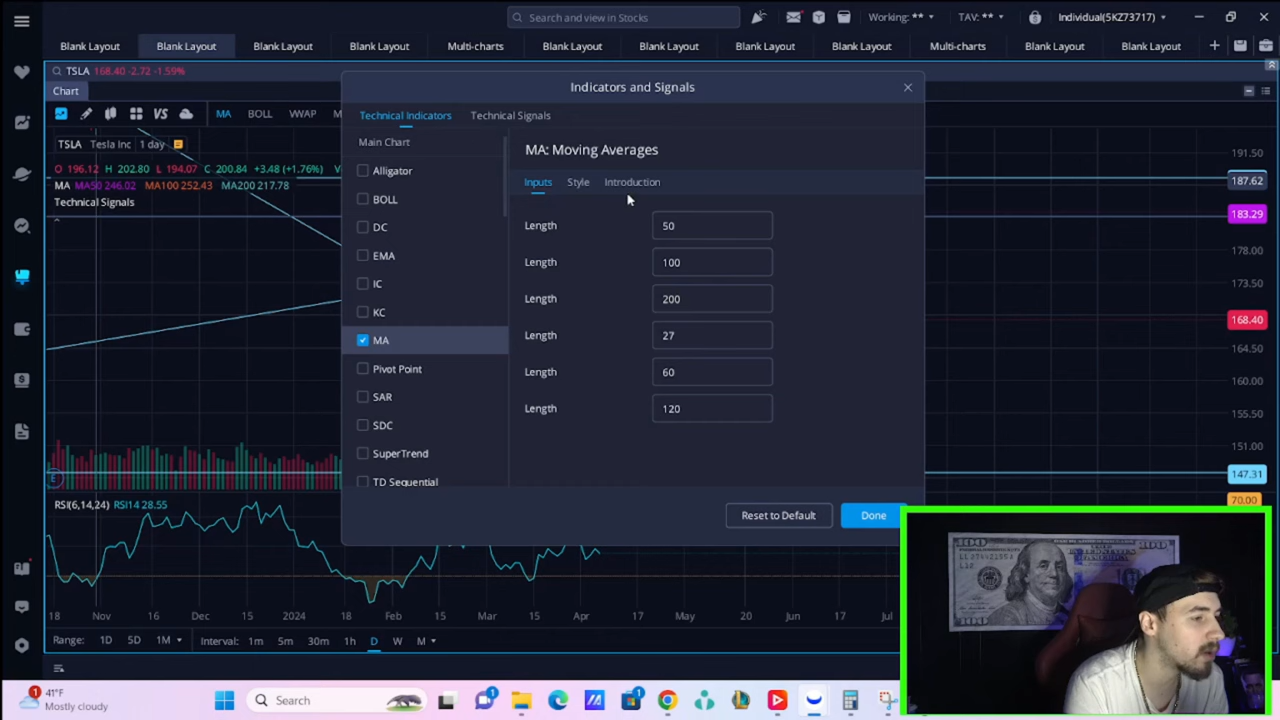 Search and view in Stocks
Working: **
TAV: **
Individual(5KZ73717)
Blank Layout
Blank Layout
Blank Layout
Blank Layout
Multi-charts
Blank Layout
Blank Layout
Blank Layout
Blank Layout
Multi-charts
Blank Layout
Blank Layout
TSLA 168.40 -2.72 -1.59%
Chart
VS
MA
BOLL
VWAP
M
TSLA Tesla Inc 1 day
O 196.12 H 202.80 L 194.07 C 200.84 +3.48 (+1.76%)
MA MA50 246.02 MA100 252.43 MA200 217.78
Technical Signals
Indicators and Signals
Technical Indicators
Technical Signals
Main Chart
Alligator
BOLL
DC
EMA
IC
KC
MA
Pivot Point
SAR
SDC
SuperTrend
TD Sequential
MA: Moving Averages
Inputs
Style
Introduction
Length 50
Length 100
Length 200
Length 27
Length 60
Length 120
Reset to Default
Done
191.50
187.62
183.29
178.00
173.50
168.40
164.50
160.00
155.50
151.00
147.31
70.00
E
RSI(6,14,24) RSI14 28.55
18 Nov 16 Dec 15 2024 18 Feb 15 Mar 15 Apr 16 May 16 Jun 17 Jul
Range: 1D 5D 1M
Interval: 1m 5m 30m 1h D W M
1
41°F
Mostly cloudy
Search
1
1